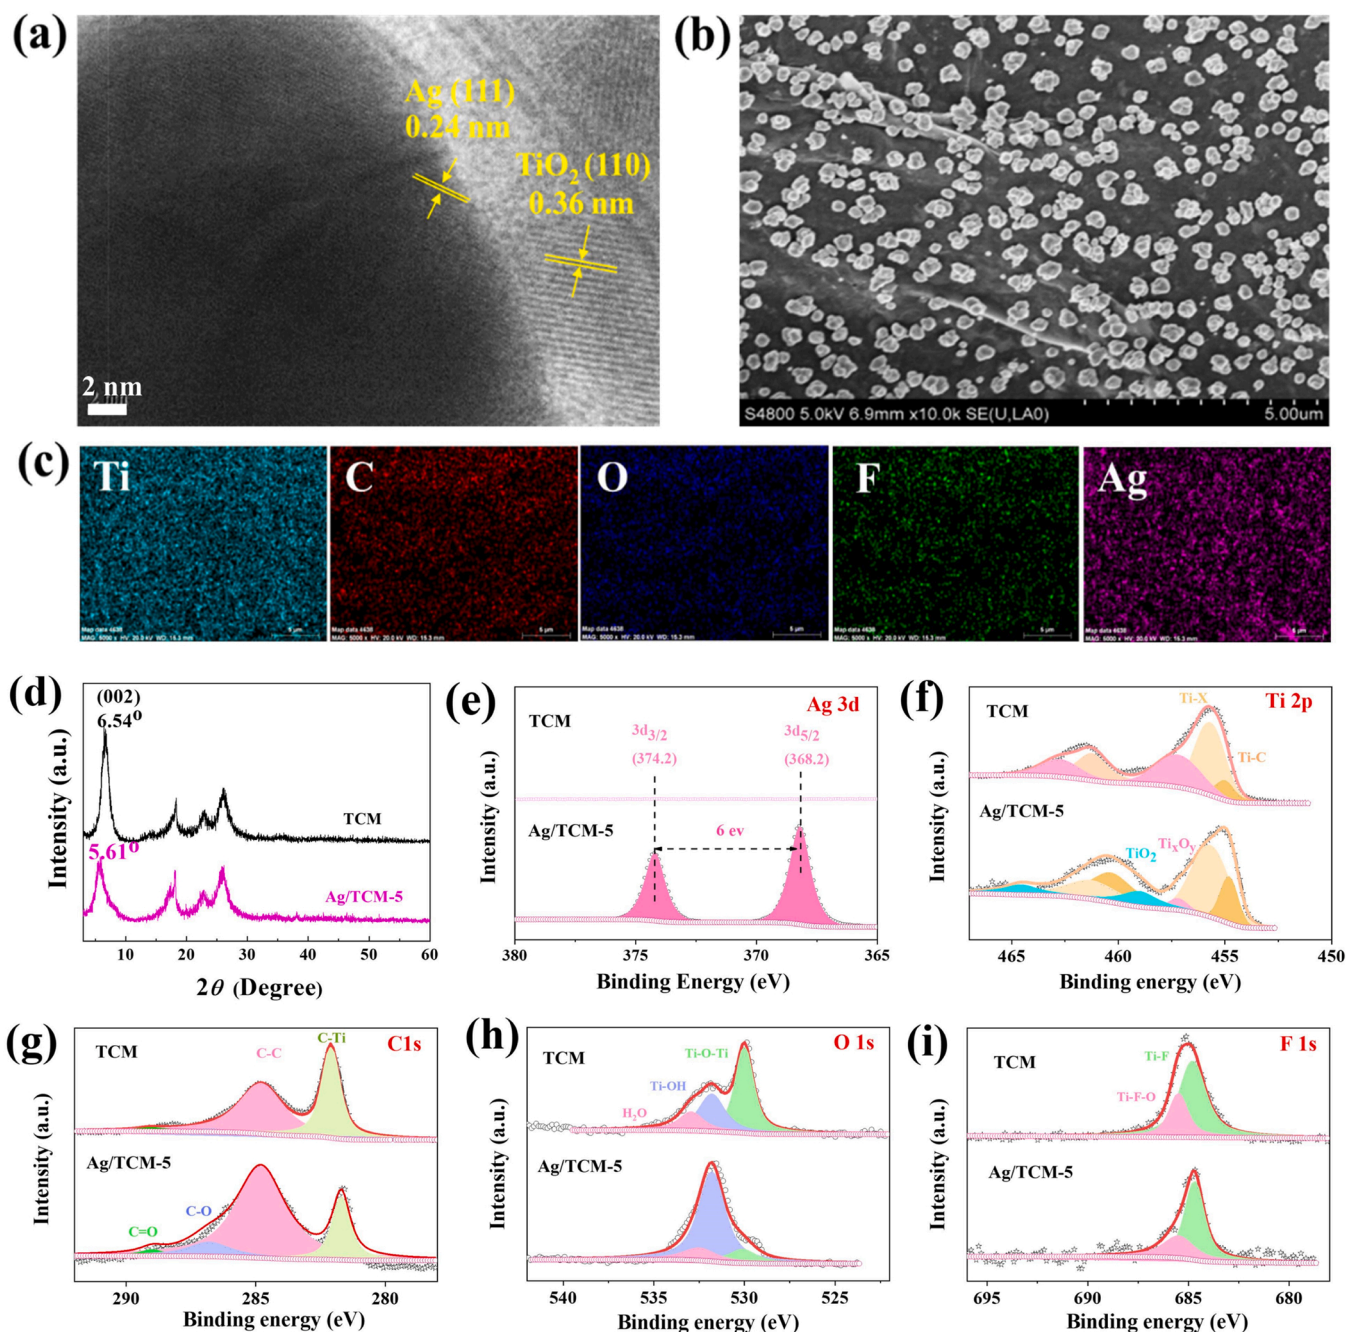 (a)
Ag (111)
0.24 nm
TiO2 (110)
0.36 nm
2 nm
(b)
S4800 5.0kV 6.9mm x10.0k SE(U,LA0)
5.00um
(c)
Ti
C
O
F
Ag
(d)
(002)
6.54o
TCM
5.61o
Ag/TCM-5
Intensity (a.u.)
10 20 30 40 50 60
2θ (Degree)
(e)
Ag 3d
TCM
3d3/2
(374.2)
3d5/2
(368.2)
Ag/TCM-5
6 ev
Intensity (a.u.)
380 375 370 365
Binding Energy (eV)
(f)
Ti 2p
TCM
Ti-X
Ti-C
Ag/TCM-5
TiO2
TixOy
Intensity (a.u.)
465 460 455 450
Binding energy (eV)
(g)
C1s
TCM
C-C
C-Ti
Ag/TCM-5
C=O
C-O
Intensity (a.u.)
290 285 280
Binding energy (eV)
(h)
O 1s
TCM
Ti-O-Ti
Ti-OH
H2O
Ag/TCM-5
Intensity (a.u.)
540 535 530 525
Binding energy (eV)
(i)
F 1s
TCM
Ti-F
Ti-F-O
Ag/TCM-5
Intensity (a.u.)
695 690 685 680
Binding energy (eV)